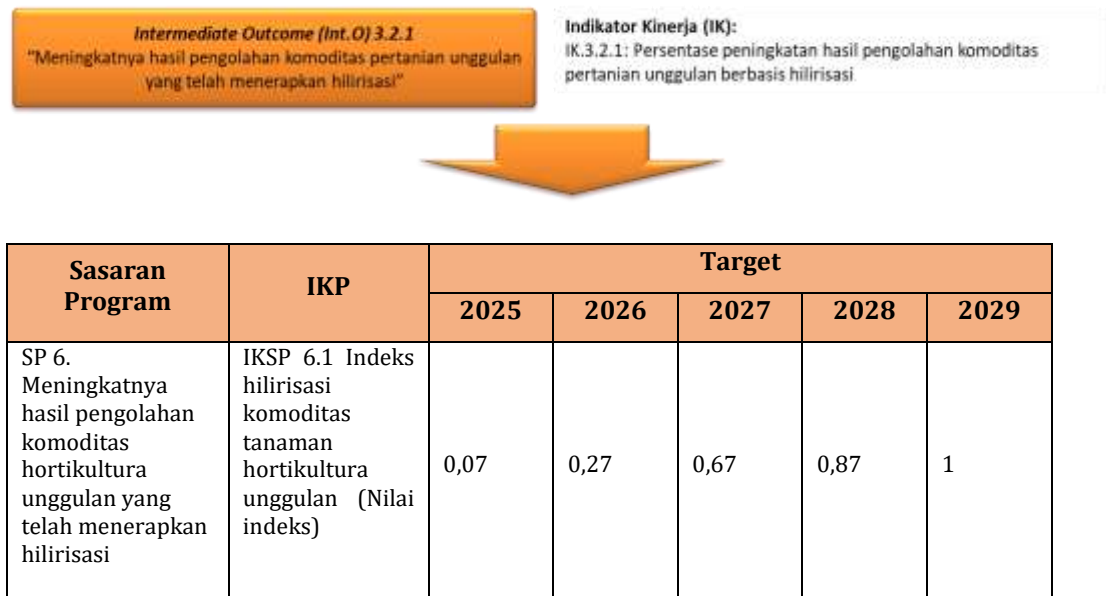 Intermediate Outcome (Int.O) 3.2.1
"Meningkatnya hasil pengolahan komoditas pertanian unggulan
yang telah menerapkan hilirisasi"
Indikator Kinerja (IK):
IK.3.2.1: Persentase peningkatan hasil pengolahan komoditas
pertanian unggulan berbasis hilirisasi
Sasaran
Program
IKP
Target
2025 2026 2027 2028 2029
SP 6.
Meningkatnya
hasil pengolahan
komoditas
hortikultura
unggulan yang
telah menerapkan
hilirisasi
IKSP 6.1 Indeks
hilirisasi
komoditas
tanaman
hortikultura
unggulan (Nilai
indeks)
0,07 0,27 0,67 0,87 1